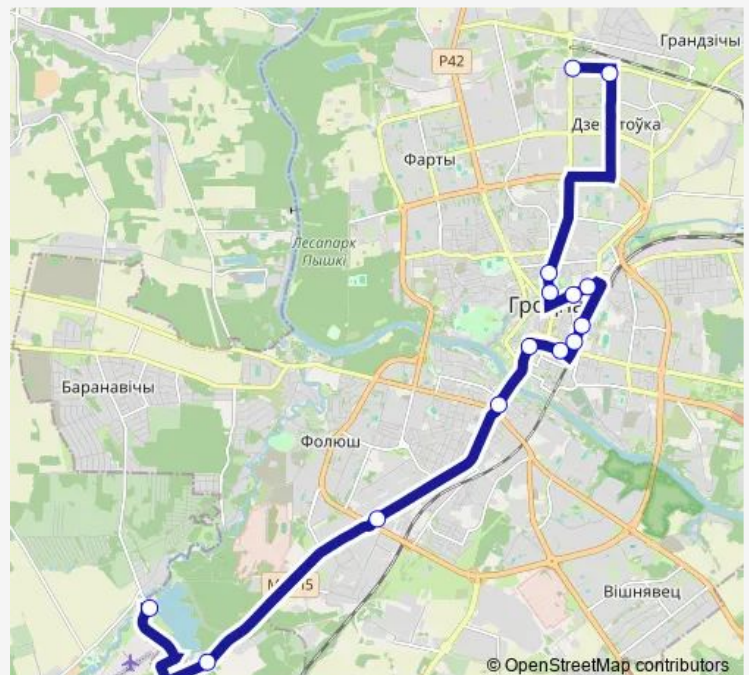 Грандзічы
P42
Фарты
Лесапарк
Пышкі
Баранавічы
Фолюш
Вішнявец
© OpenStreetMap contributors